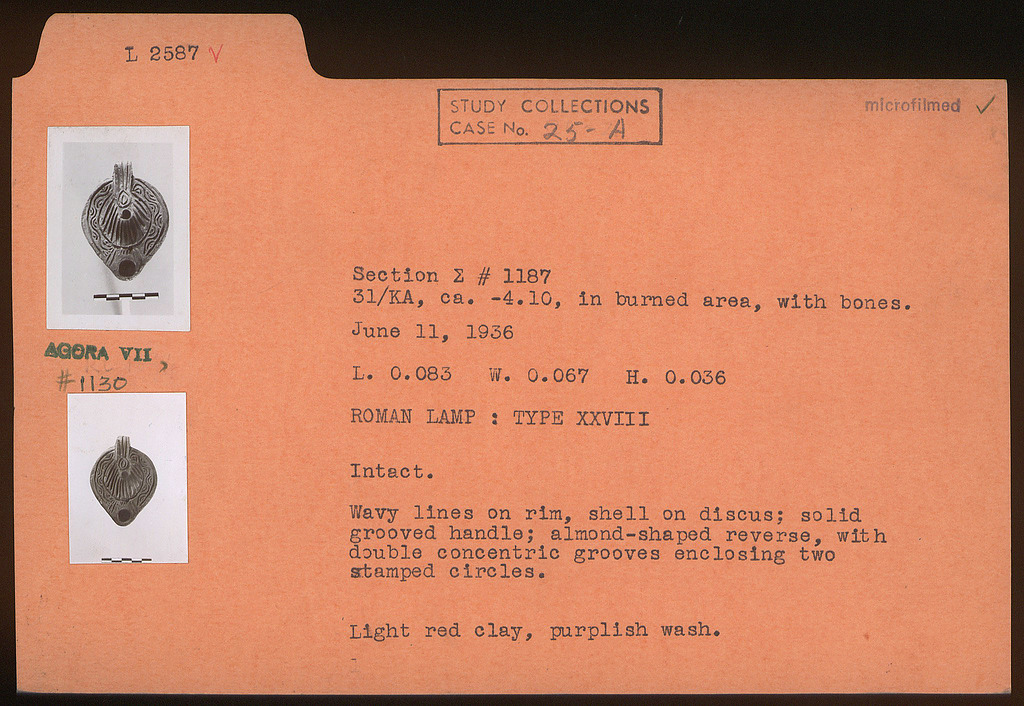 L 2587 V
STUDY COLLECTIONS
CASE No. 25-A
microfilmed ✓
AGORA VII,
#1130
Section Σ # 1187
31/KA, ca. -4.10, in burned area, with bones.
June 11, 1936
L. 0.083 W. 0.067 H. 0.036
ROMAN LAMP : TYPE XXVIII
Intact.
Wavy lines on rim, shell on discus; solid
grooved handle; almond-shaped reverse, with
double concentric grooves enclosing two
stamped circles.
Light red clay, purplish wash.